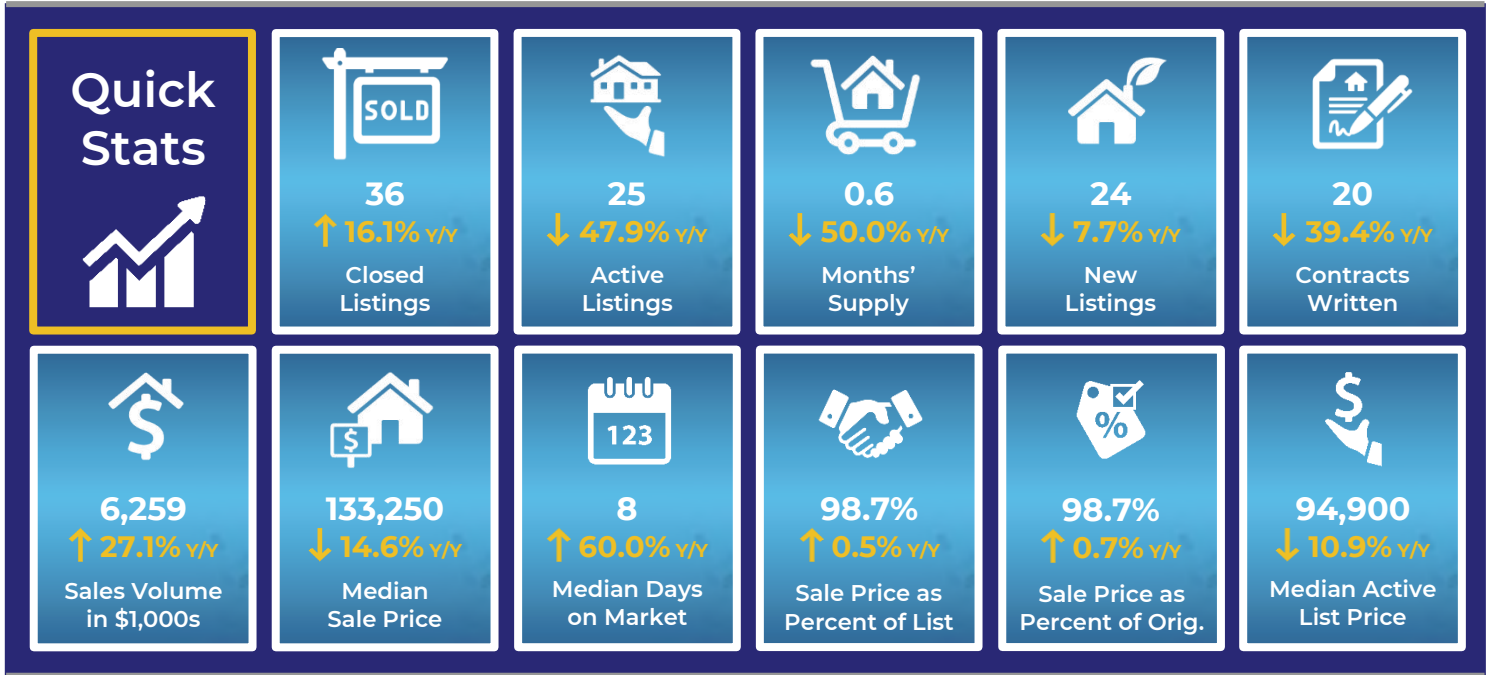 Quick
Stats
SOLD
36
↑ 16.1% Y/Y
Closed
Listings
25
↓ 47.9% Y/Y
Active
Listings
0.6
↓ 50.0% Y/Y
Months’
Supply
24
↓ 7.7% Y/Y
New
Listings
20
↓ 39.4% Y/Y
Contracts
Written
$
6,259
↑ 27.1% Y/Y
Sales Volume
in $1,000s
$
133,250
↓ 14.6% Y/Y
Median
Sale Price
123
8
↑ 60.0% Y/Y
Median Days
on Market
98.7%
↑ 0.5% Y/Y
Sale Price as
Percent of List
%
98.7%
↑ 0.7% Y/Y
Sale Price as
Percent of Orig.
$
94,900
↓ 10.9% Y/Y
Median Active
List Price